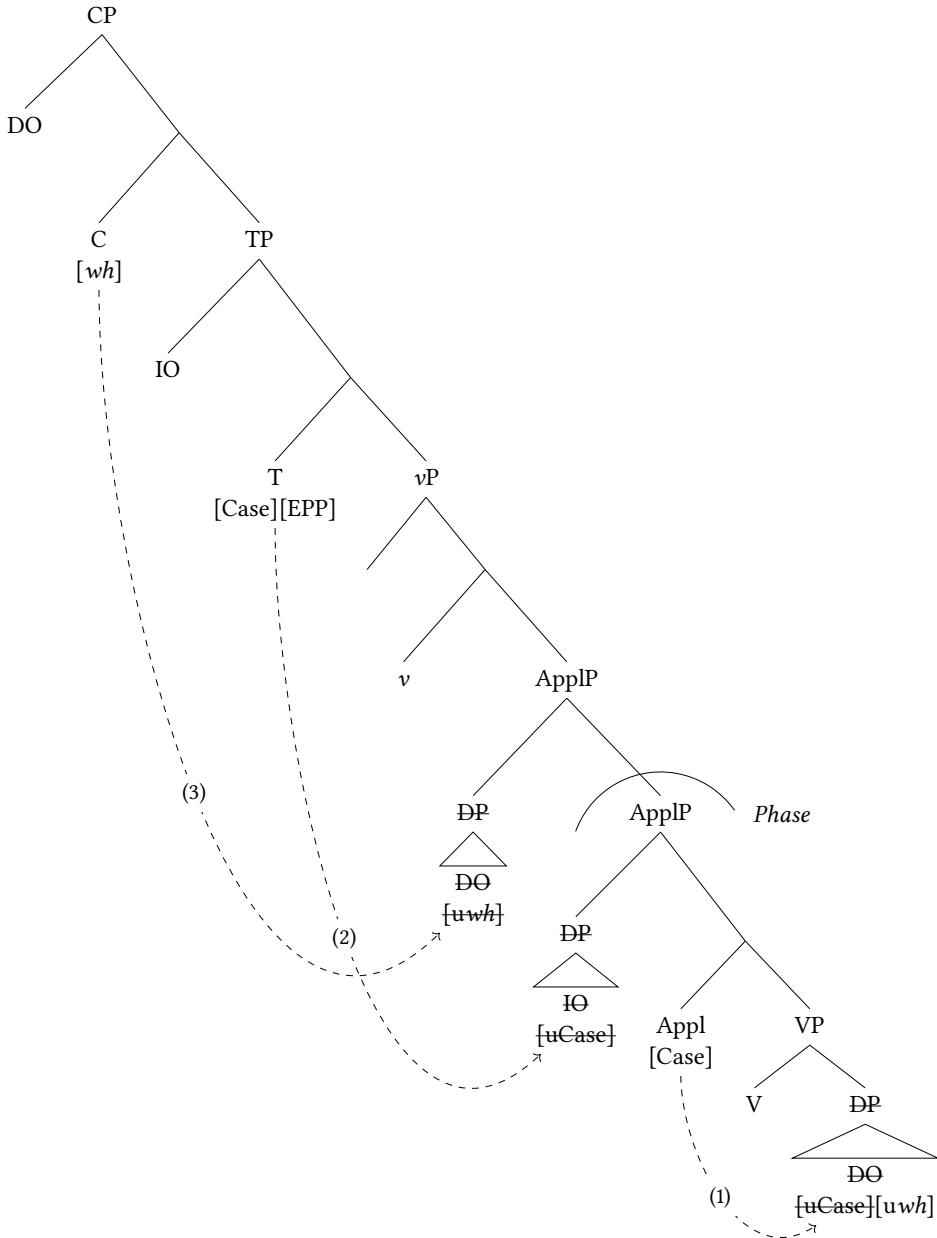 CP
DO
C
[wh]
TP
IO
T
[Case][EPP]
vP
v
ApplP
(3)
DP
DO
[uwh]
ApplP
Phase
(2)
DP
IO
[uCase]
Appl
[Case]
VP
V
DP
(1)
DO
[uCase][uwh]